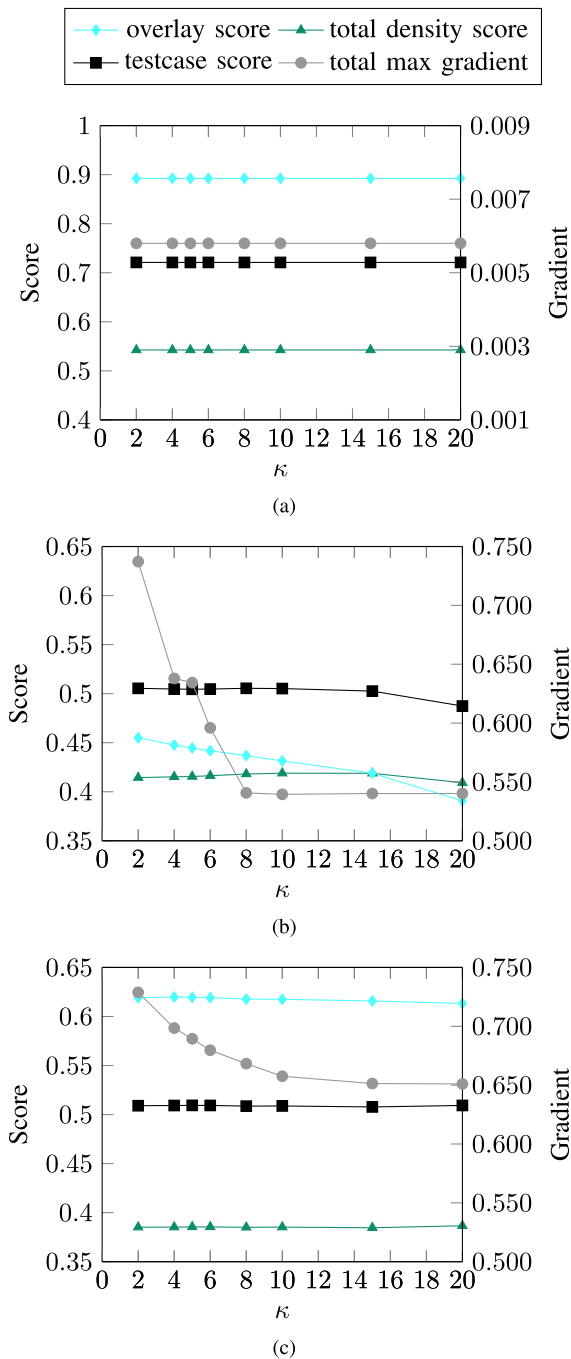 overlay score total density score
testcase score total max gradient
1
0.9
0.8
0.7
0.6
0.5
0.4
Score
0.009
0.007
0.005
0.003
0.001
Gradient
0 2 4 6 8 10 12 14 16 18 20
κ
(a)
0.65
0.6
0.55
0.5
0.45
0.4
0.35
Score
0.750
0.700
0.650
0.600
0.550
0.500
Gradient
0 2 4 6 8 10 12 14 16 18 20
κ
(b)
0.65
0.6
0.55
0.5
0.45
0.4
0.35
Score
0.750
0.700
0.650
0.600
0.550
0.500
Gradient
0 2 4 6 8 10 12 14 16 18 20
κ
(c)